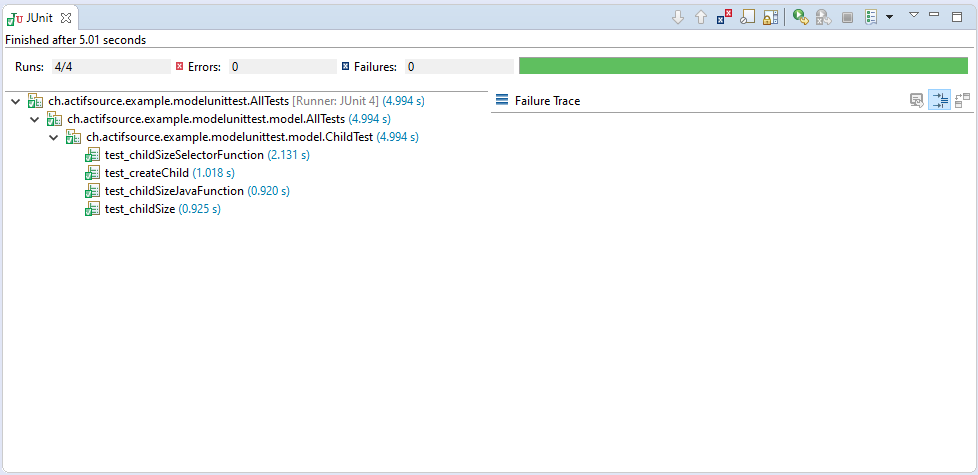 JUnit
Finished after 5.01 seconds
Runs: 4/4 Errors: 0 Failures: 0
ch.actifsource.example.modelunittest.AllTests [Runner: JUnit 4] (4.994 s)
Failure Trace
ch.actifsource.example.modelunittest.model.AllTests (4.994 s)
ch.actifsource.example.modelunittest.model.ChildTest (4.994 s)
test_childSizeSelectorFunction (2.131 s)
test_createChild (1.018 s)
test_childSizeJavaFunction (0.920 s)
test_childSize (0.925 s)